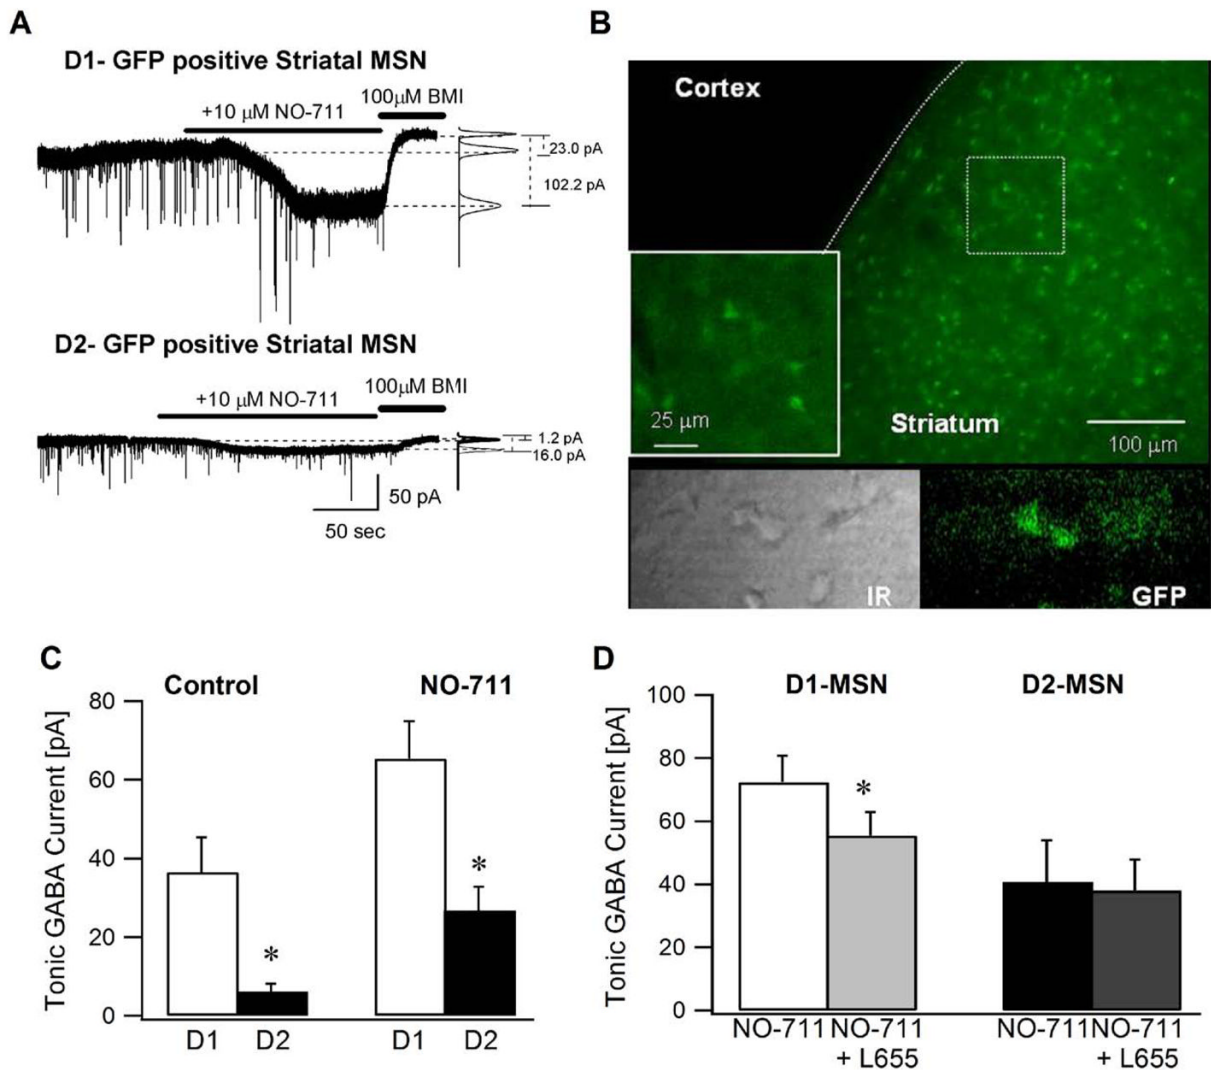 A
D1- GFP positive Striatal MSN
+10 μM NO-711
100μM BMI
23.0 pA
102.2 pA
D2- GFP positive Striatal MSN
+10 μM NO-711
100μM BMI
1.2 pA
16.0 pA
50 pA
50 sec
B
Cortex
25 μm
Striatum
100 μm
IR
GFP
C
Control
NO-711
Tonic GABA Current [pA]
80
60
40
20
0
*
*
D1
D2
D1
D2
D
D1-MSN
D2-MSN
Tonic GABA Current [pA]
100
80
60
40
20
0
*
NO-711
NO-711
+ L655
NO-711
NO-711
+ L655